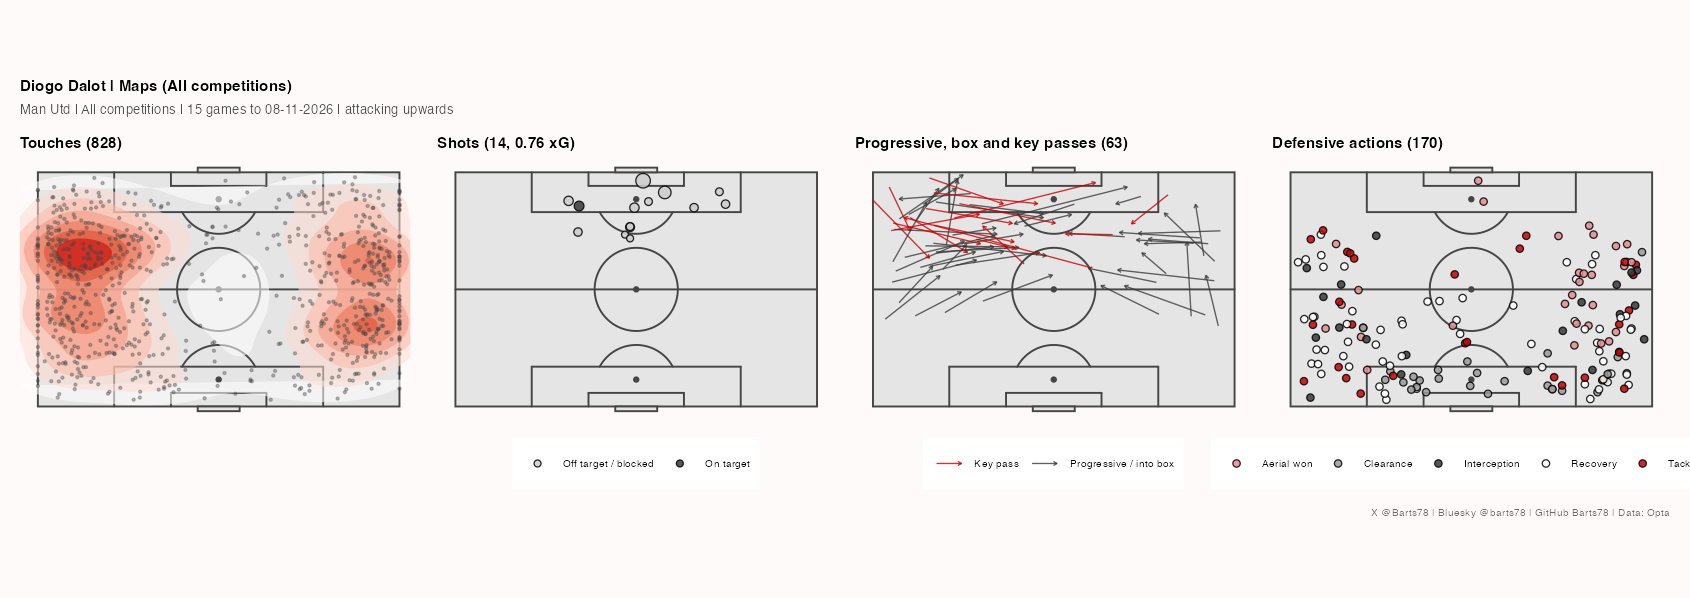 Diogo Dalot | Maps (All competitions)
Man Utd | All competitions | 15 games to 08-11-2026 | attacking upwards
Touches (828)
Shots (14, 0.76 xG)
Progressive, box and key passes (63)
Defensive actions (170)
Off target / blocked
On target
Key pass
Progressive / into box
Aerial won
Clearance
Interception
Recovery
Tack
X @Barts78 | Bluesky @barts78 | GitHub Barts78 | Data: Opta